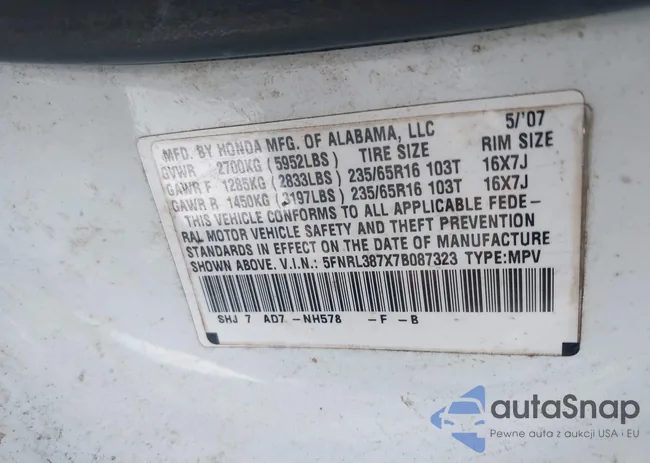 MFD. BY HONDA MFG. OF ALABAMA, LLC 5/'07
GVWR 2700KG (5952LBS) TIRE SIZE RIM SIZE
GAWR F 1285KG (2833LBS) 235/65R16 103T 16X7J
GAWR R 1450KG (3197LBS) 235/65R16 103T 16X7J
THIS VEHICLE CONFORMS TO ALL APPLICABLE FEDE-
RAL MOTOR VEHICLE SAFETY AND THEFT PREVENTION
STANDARDS IN EFFECT ON THE DATE OF MANUFACTURE
SHOWN ABOVE. V.I.N.: 5FNRL387X7B087323 TYPE:MPV
SHJ 7 AD7 -NH578 -F -B
autoSnap
Pewne auta z aukcji USA i EU